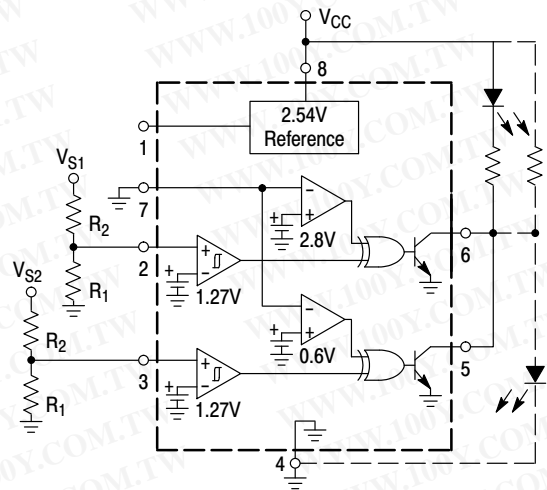 VCC
8
2.54V
Reference
1
VS1
7
2.8V
R2
2
6
1.27V
VS2
R1
R2
0.6V
3
5
1.27V
R1
4
WWW.100Y.COM.TW